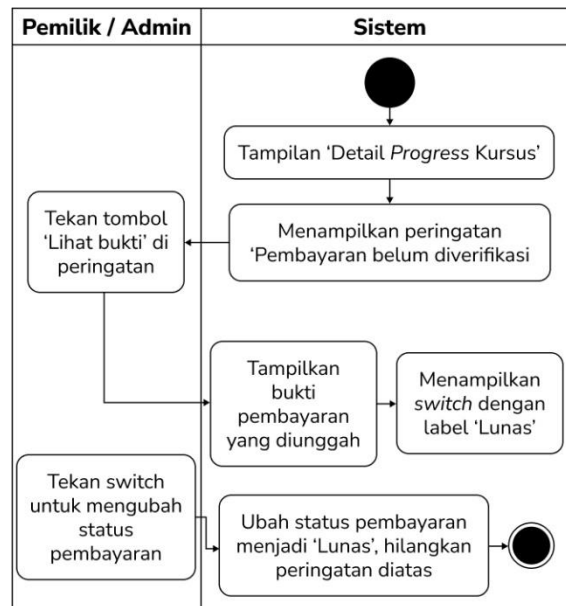 Pemilik / Admin
Sistem
Tampilan ‘Detail Progress Kursus’
Menampilkan peringatan
‘Pembayaran belum diverifikasi
Tekan tombol
‘Lihat bukti’ di
peringatan
Tampilkan
bukti
pembayaran
yang diunggah
Menampilkan
switch dengan
label ‘Lunas’
Tekan switch
untuk mengubah
status
pembayaran
Ubah status pembayaran
menjadi ‘Lunas’, hilangkan
peringatan diatas